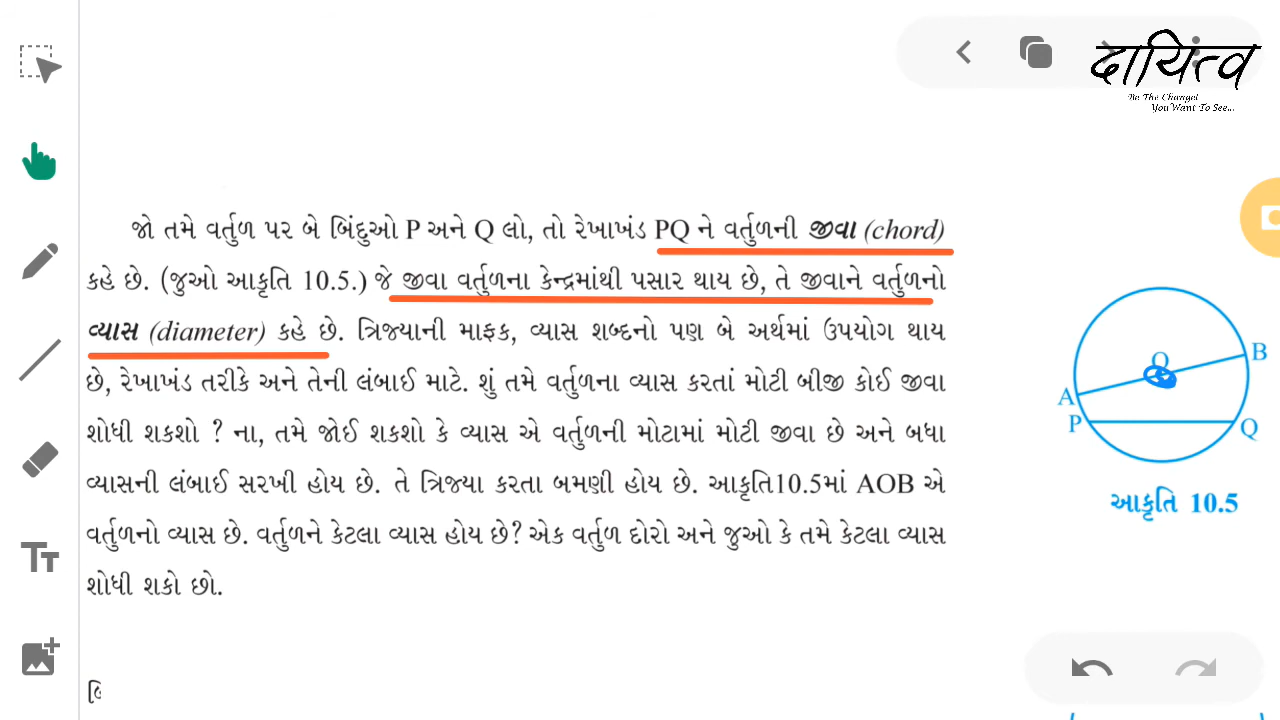 दायित्व
Be The Change!
You Want To See...
જો તમે વર્તુળ પર બે બિંદુઓ P અને Q લો, તો રેખાખંડ PQ ને વર્તુળની જીવા (chord)
કહે છે. (જુઓ આકૃતિ 10.5.) જે જીવા વર્તુળના કેન્દ્રમાંથી પસાર થાય છે, તે જીવાને વર્તુળનો
વ્યાસ (diameter) કહે છે. ત્રિજ્યાની માફક, વ્યાસ શબ્દનો પણ બે અર્થમાં ઉપયોગ થાય
છે, રેખાખંડ તરીકે અને તેની લંબાઈ માટે. શું તમે વર્તુળના વ્યાસ કરતાં મોટી બીજી કોઈ જીવા
શોધી શકશો ? ના, તમે જોઈ શકશો કે વ્યાસ એ વર્તુળની મોટામાં મોટી જીવા છે અને બધા
વ્યાસની લંબાઈ સરખી હોય છે. તે ત્રિજ્યા કરતા બમણી હોય છે. આકૃતિ10.5માં AOB એ
વર્તુળનો વ્યાસ છે. વર્તુળને કેટલા વ્યાસ હોય છે? એક વર્તુળ દોરો અને જુઓ કે તમે કેટલા વ્યાસ
શોધી શકો છો.
O
B
A
P
Q
આકૃતિ 10.5
TT